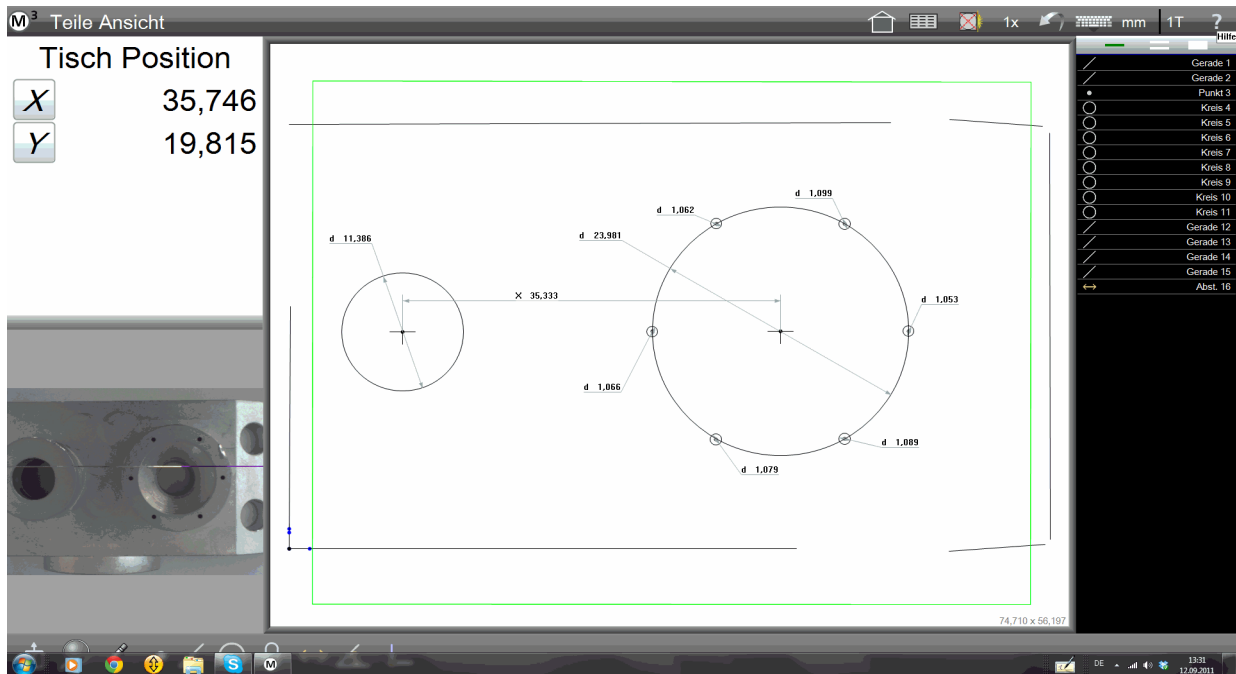 M³ Teile Ansicht
1x
mm
1T
?
Hilfe
Tisch Position
X 35,746
Y 19,815
d 1,099
d 1,062
d 11,386
d 23,981
X 35,333
d 1,053
d 1,066
d 1,089
d 1,079
74,710 x 56,197
Gerade 1
Gerade 2
Punkt 3
Kreis 4
Kreis 5
Kreis 6
Kreis 7
Kreis 8
Kreis 9
Kreis 10
Kreis 11
Gerade 12
Gerade 13
Gerade 14
Gerade 15
Abst. 16
S
M
DE
13:31
12.09.2011